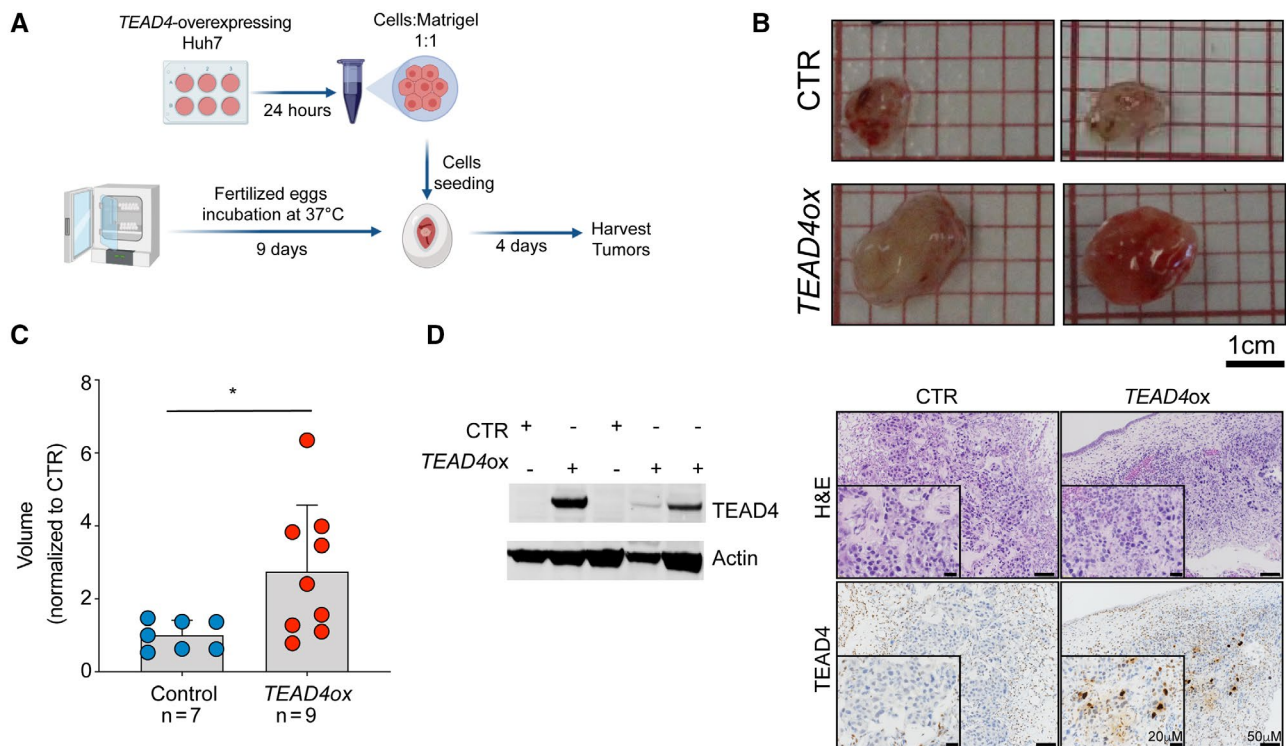 A
TEAD4-overexpressing
Huh7
24 hours
Cells:Matrigel
1:1
Cells
seeding
Fertilized eggs
incubation at 37°C
9 days
4 days
Harvest
Tumors
B
CTR
TEAD4ox
1cm
C
Volume
(normalized to CTR)
8
6
4
2
0
*
Control
n=7
TEAD4ox
n=9
D
CTR + - + - -
TEAD4ox - + - + +
TEAD4
Actin
CTR
TEAD4ox
H&E
TEAD4
20µM
50µM